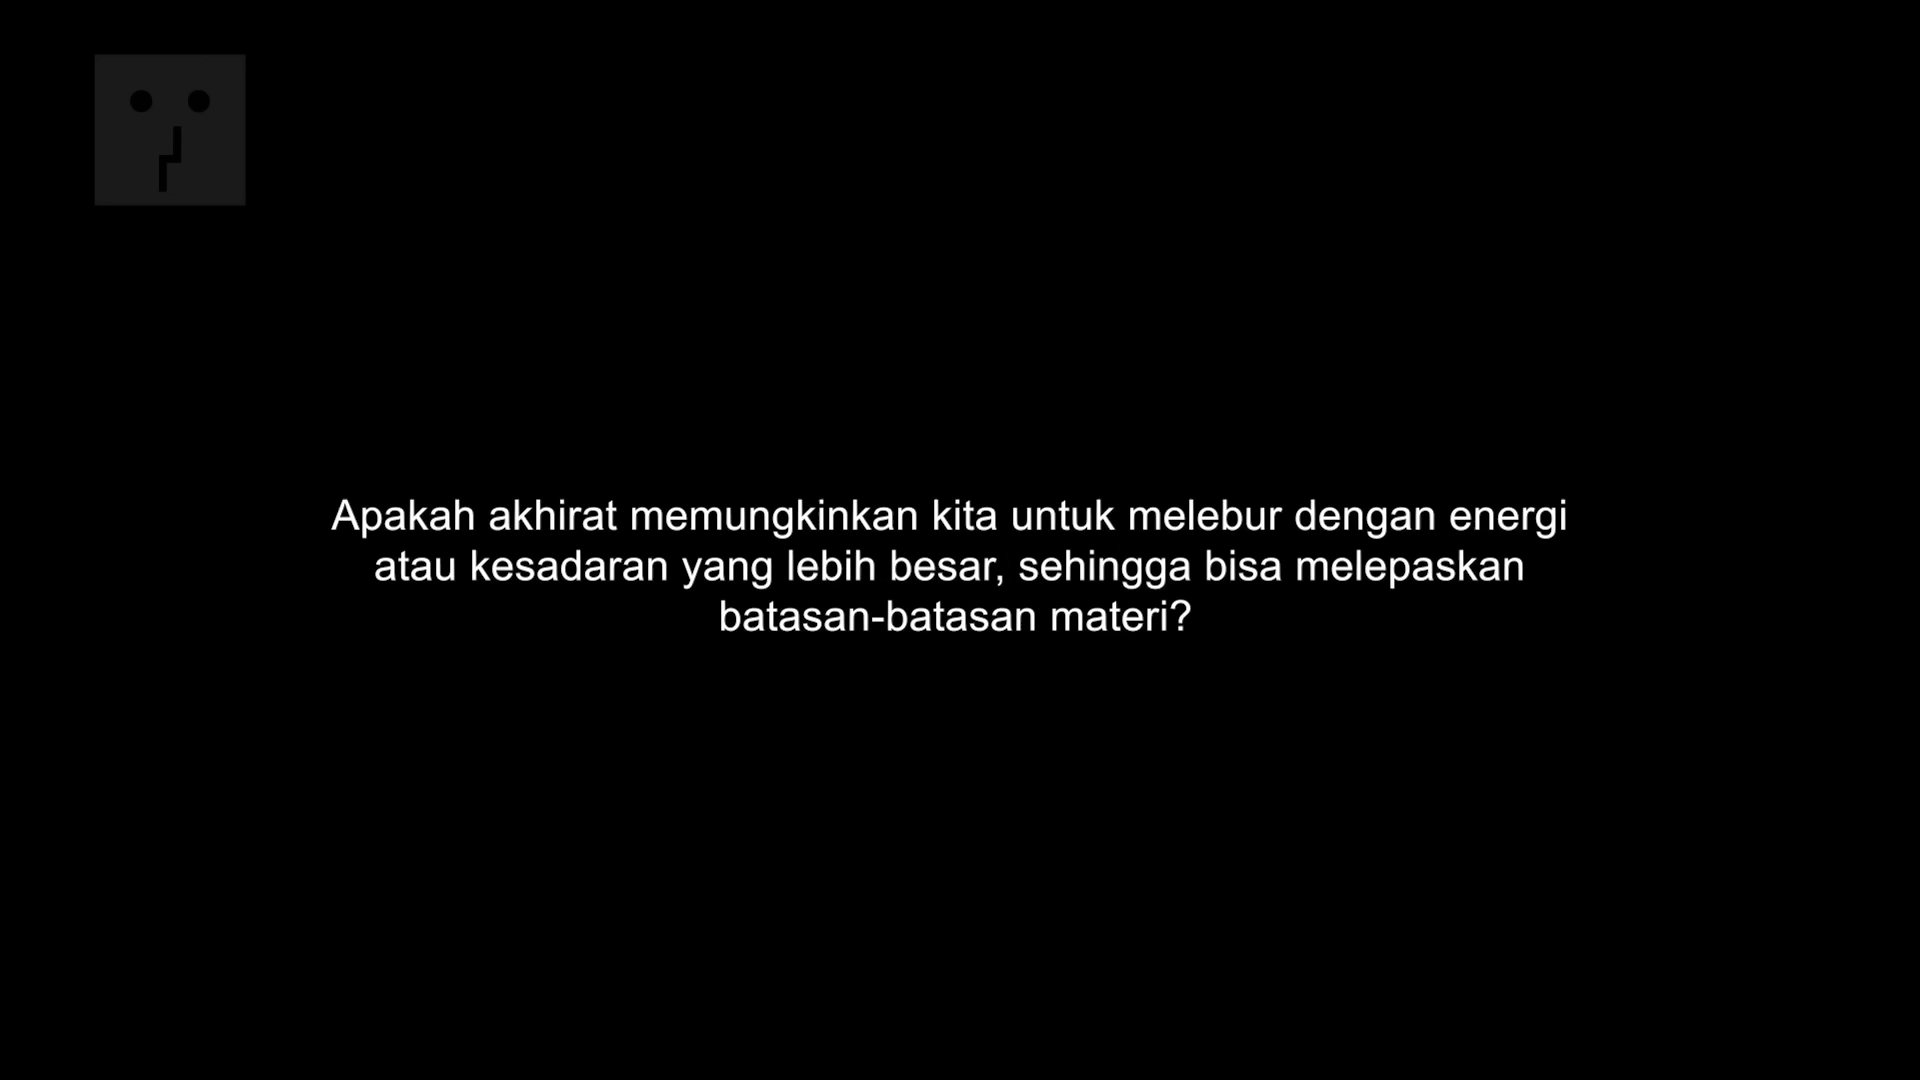 Apakah akhirat memungkinkan kita untuk melebur dengan energi
atau kesadaran yang lebih besar, sehingga bisa melepaskan
batasan-batasan materi?